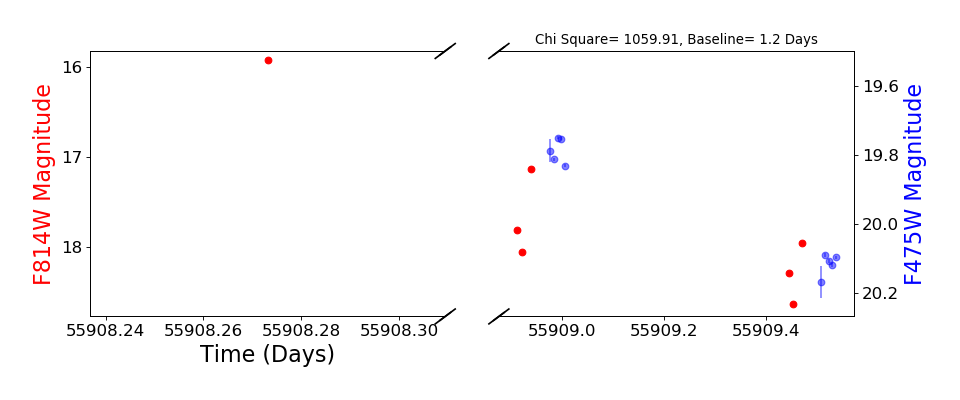 Chi Square= 1059.91, Baseline= 1.2 Days
F814W Magnitude
16
17
18
19.6
19.8
20.0
20.2
F475W Magnitude
55908.24 55908.26 55908.28 55908.30 55909.0 55909.2 55909.4
Time (Days)